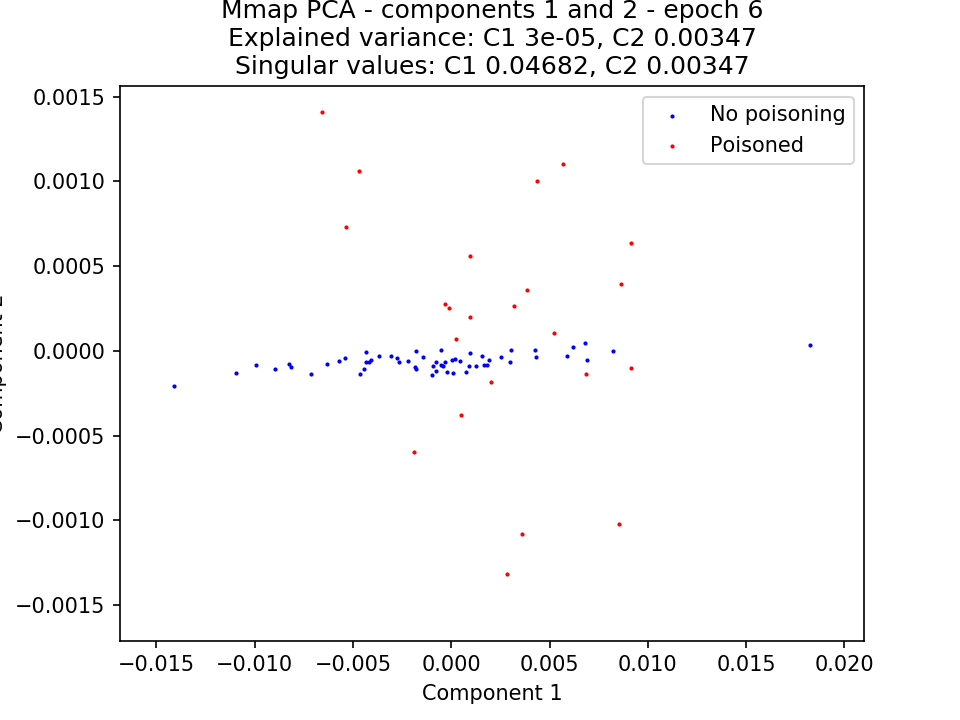 Mmap PCA - components 1 and 2 - epoch 6
Explained variance: C1 3e-05, C2 0.00347
Singular values: C1 0.04682, C2 0.00347
No poisoning
Poisoned
0.0015
0.0010
0.0005
0.0000
−0.0005
−0.0010
−0.0015
−0.015 −0.010 −0.005 0.000 0.005 0.010 0.015 0.020
Component 1